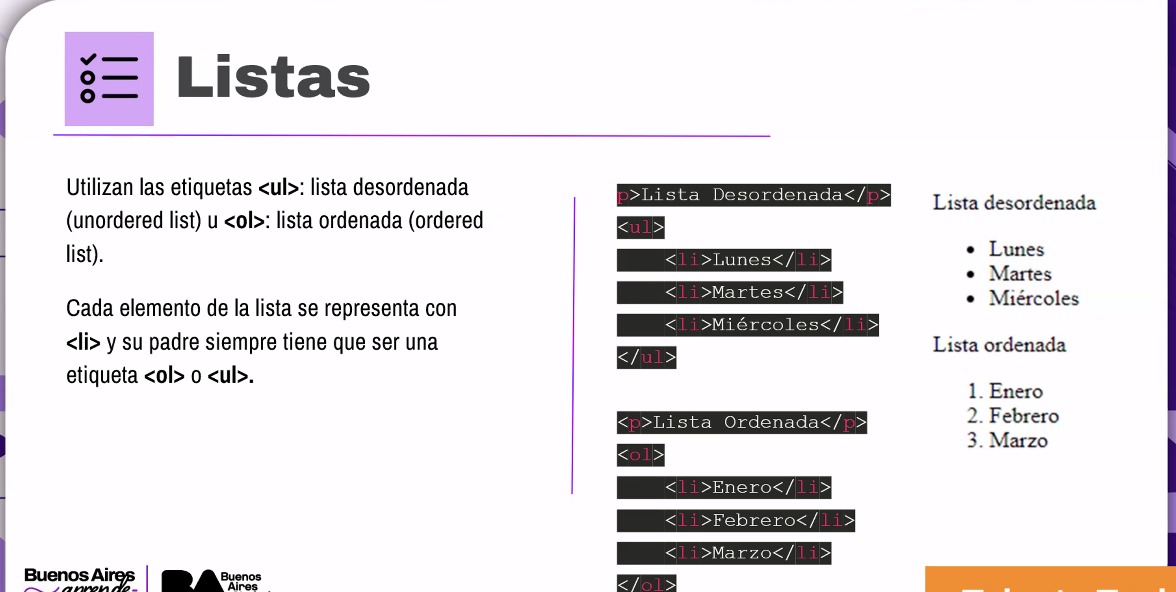 Listas
Utilizan las etiquetas <ul>: lista desordenada
(unordered list) u <ol>: lista ordenada (ordered
list).
Cada elemento de la lista se representa con
<li> y su padre siempre tiene que ser una
etiqueta <ol> o <ul>.
p>Lista Desordenada</p>
<ul>
    <li>Lunes</li>
    <li>Martes</li>
    <li>Miércoles</li>
</ul>
<p>Lista Ordenada</p>
<ol>
    <li>Enero</li>
    <li>Febrero</li>
    <li>Marzo</li>
</ol>
Lista desordenada
• Lunes
• Martes
• Miércoles
Lista ordenada
1. Enero
2. Febrero
3. Marzo
Buenos Aires
aprende
BA
Buenos
Aires